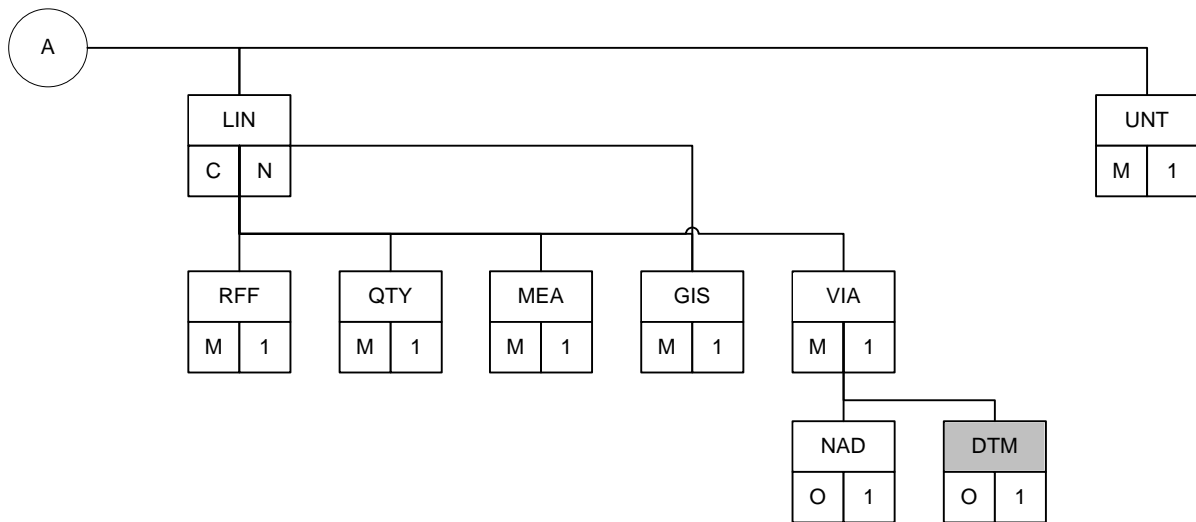 A
LIN UNT
C N M 1
RFF QTY MEA GIS VIA
M 1 M 1 M 1 M 1 M 1
NAD DTM
O 1 O 1